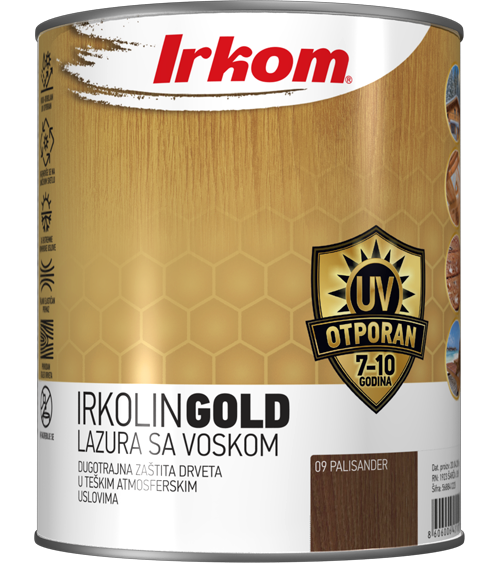 Irkom®
UV
OTPORAN
7-10
GODINA
IRKOLINGOLD
LAZURA SA VOSKOM
DUGOTRAJNA ZAŠTITA DRVETA
U TEŠKIM ATMOSFERSKIM
USLOVIMA
09 PALISANDER